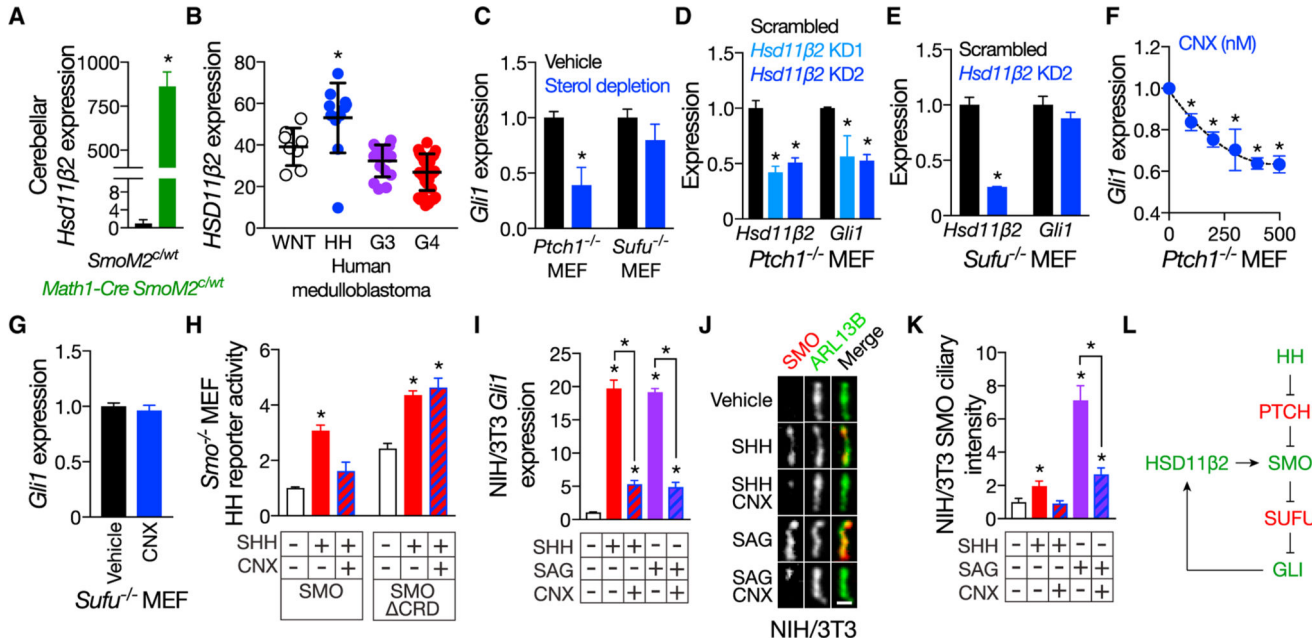 A
Cerebellar
Hsd11β2 expression
1000
750
500
8
4
0
*
SmoM2c/wt
Math1-Cre SmoM2c/wt
B
HSD11β2 expression
80
60
40
20
0
*
WNT HH G3 G4
Human
medulloblastoma
C
Gli1 expression
1.5
1.0
0.5
0.0
Vehicle
Sterol depletion
*
Ptch1-/- Sufu-/-
MEF MEF
D
Expression
1.5
1.0
0.5
0
Scrambled
Hsd11β2 KD1
Hsd11β2 KD2
* * * *
Hsd11β2 Gli1
Ptch1-/- MEF
E
Expression
1.5
1.0
0.5
0
Scrambled
Hsd11β2 KD2
*
Hsd11β2 Gli1
Sufu-/- MEF
F
Gli1 expression
1.2
1.0
0.8
0.6
0.4
CNX (nM)
* * * * *
0 250 500
Ptch1-/- MEF
G
Gli1 expression
1.5
1.0
0.5
0.0
Vehicle
CNX
Sufu-/- MEF
H
Smo-/- MEF
HH reporter activity
6
4
2
0
* * *
SHH - + + - + +
CNX - - + - - +
SMO SMO
ΔCRD
I
NIH/3T3 Gli1
expression
25
20
15
10
5
0
* *
* * * *
SHH - + + - -
SAG - - - + +
CNX - - + - +
J
SMO
ARL13B
Merge
Vehicle
SHH
SHH
CNX
SAG
SAG
CNX
NIH/3T3
K
NIH/3T3 SMO ciliary
intensity
10
8
6
4
2
0
*
* * *
SHH - + + - -
SAG - - - + +
CNX - - + - +
L
HH
PTCH
HSD11β2 SMO
SUFU
GLI